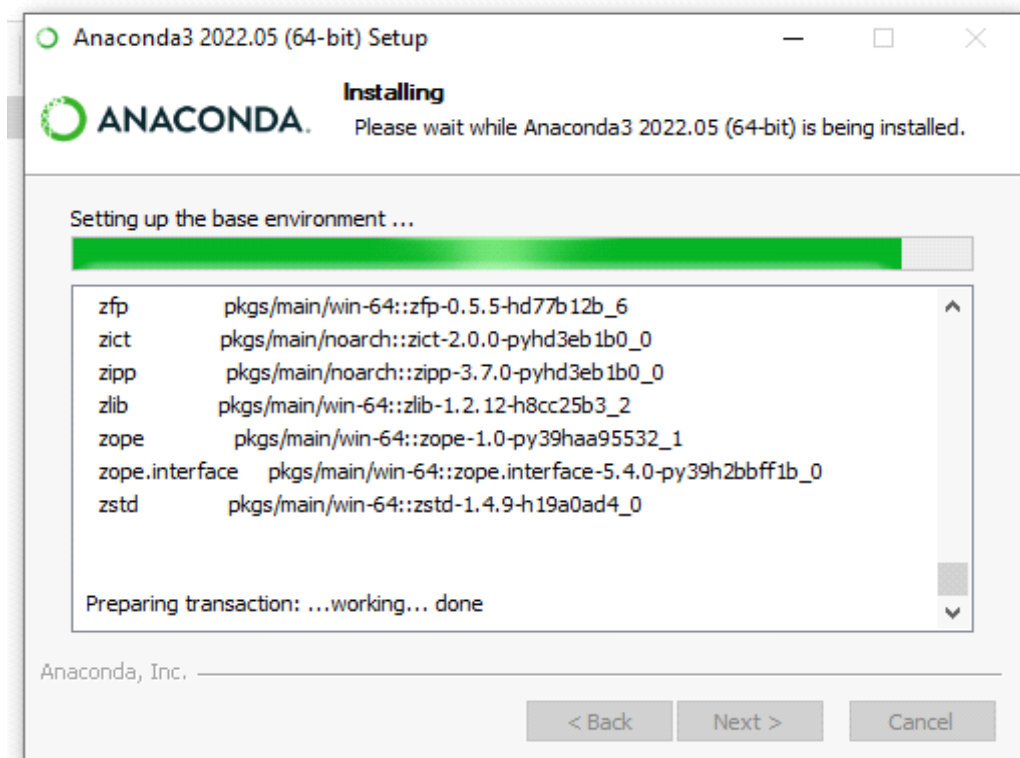 Anaconda3 2022.05 (64-bit) Setup
ANACONDA.
Installing
Please wait while Anaconda3 2022.05 (64-bit) is being installed.
Setting up the base environment ...
zfp pkgs/main/win-64::zfp-0.5.5-hd77b12b_6
zict pkgs/main/noarch::zict-2.0.0-pyhd3eb1b0_0
zipp pkgs/main/noarch::zipp-3.7.0-pyhd3eb1b0_0
zlib pkgs/main/win-64::zlib-1.2.12-h8cc25b3_2
zope pkgs/main/win-64::zope-1.0-py39haa95532_1
zope.interface pkgs/main/win-64::zope.interface-5.4.0-py39h2bbff1b_0
zstd pkgs/main/win-64::zstd-1.4.9-h19a0ad4_0
Preparing transaction: ...working... done
Anaconda, Inc.
< Back Next > Cancel